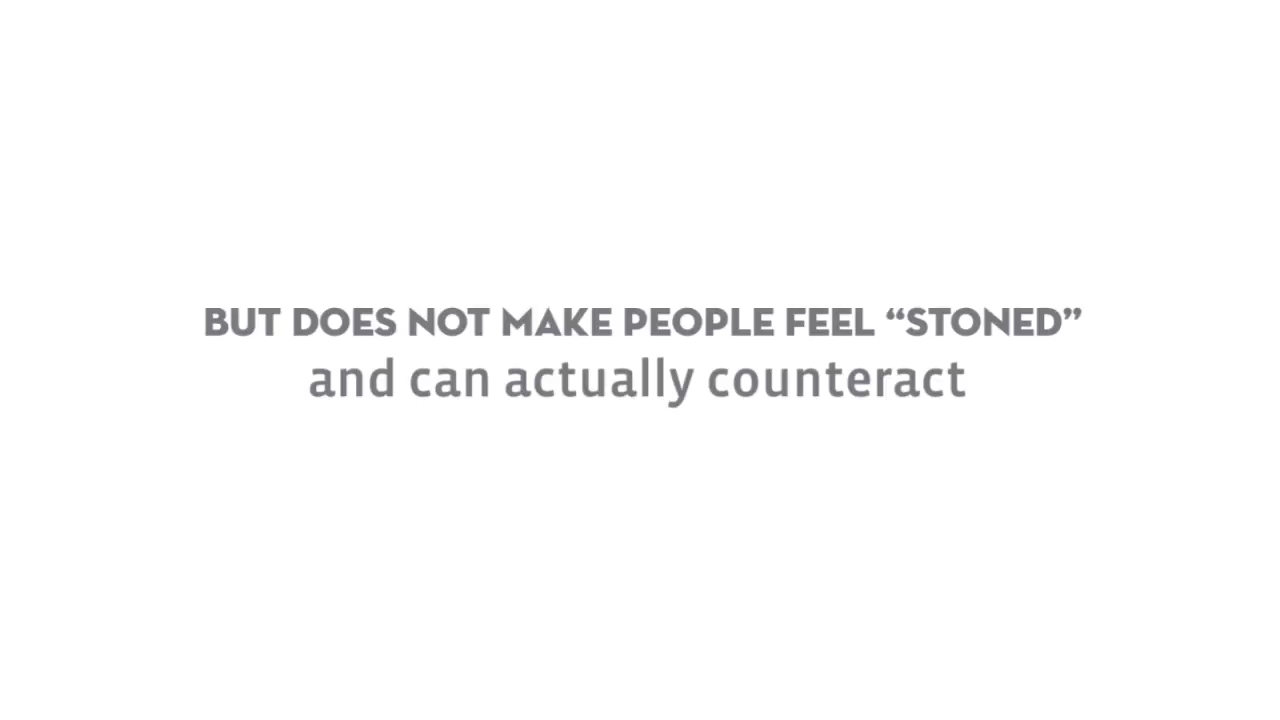 BUT DOES NOT MAKE PEOPLE FEEL “STONED”
and can actually counteract